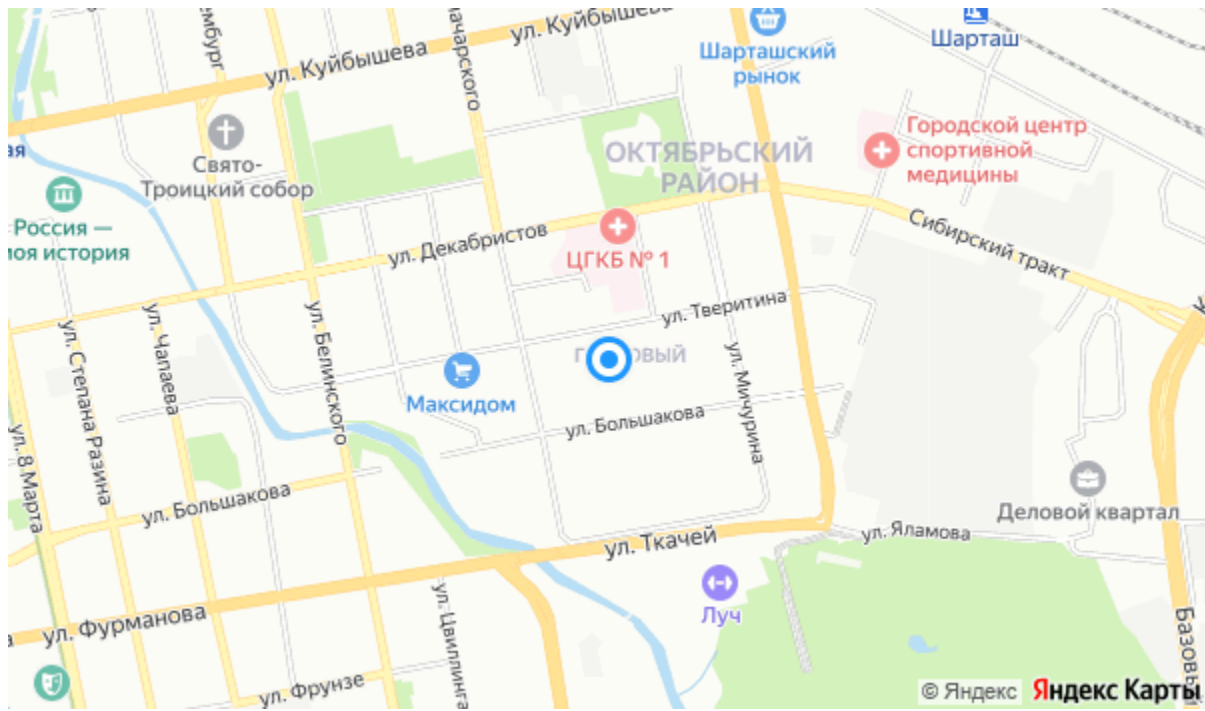 ул. Куйбышева
ул. Куйбышева
Шарташский
рынок
Шарташ
Городской центр
спортивной
медицины
ОКТЯБРЬСКИЙ
РАЙОН
Свято-
Троицкий собор
Россия —
моя история
ул. Декабристов
ЦГКБ № 1
Сибирский тракт
ул. Тверитина
ул. Степана Разина
ул. Чапаева
ул. Белинского
ул. Мичурина
Максидом
ул. Большакова
ул. 8 Марта
ул. Большакова
Деловой квартал
ул. Ткачей
ул. Яламова
Луч
ул. Фурманова
ул. Цвиллинга
ул. Фрунзе
Базовый
© Яндекс Яндекс Карты